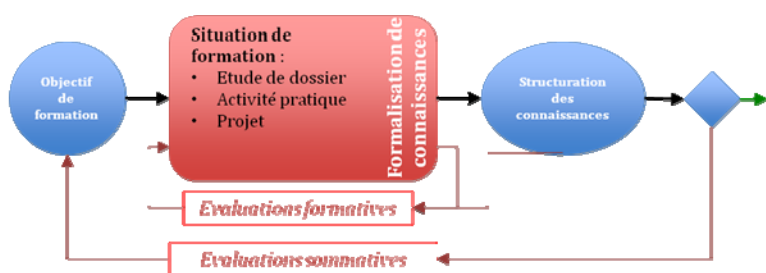 Objectif
de
formation
Situation de
formation :
• Etude de dossier
• Activité pratique
• Projet
Formalisation de
connaissances
Structuration
des
connaissances
Evaluations formatives
Evaluations sommatives